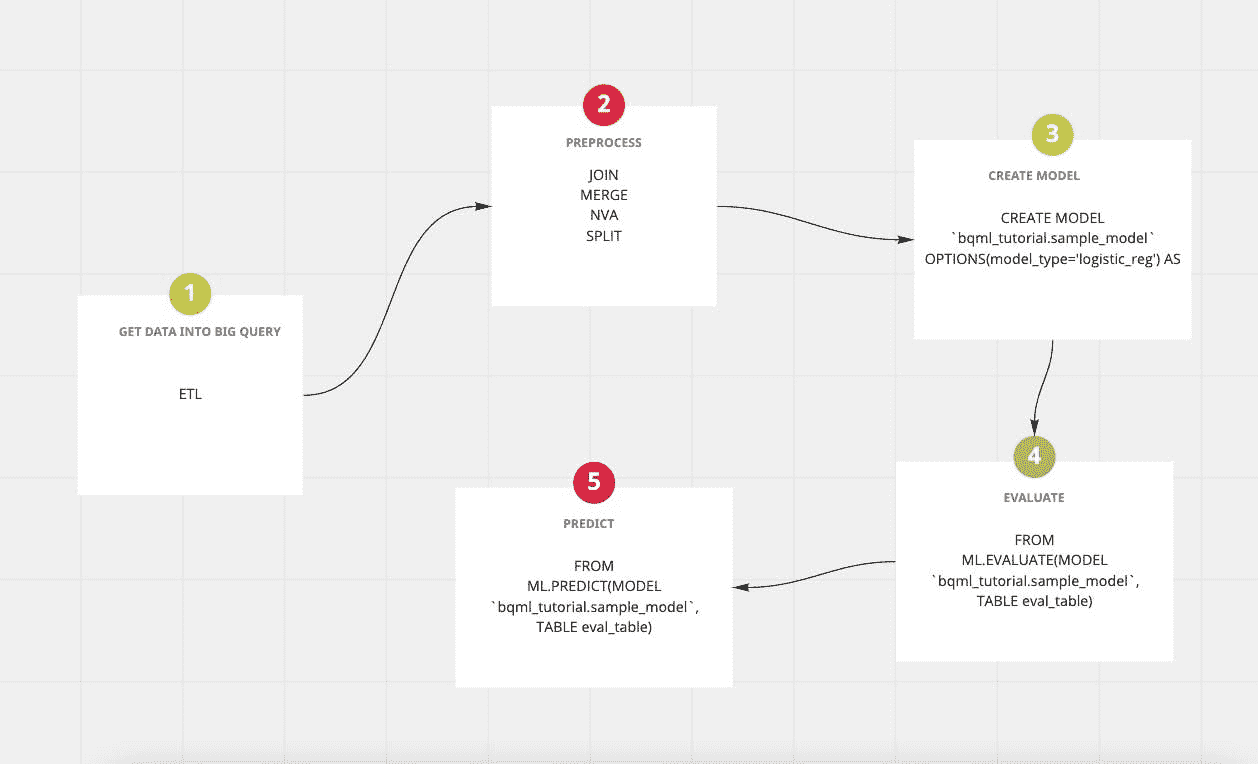 1
GET DATA INTO BIG QUERY
ETL
2
PREPROCESS
JOIN
MERGE
NVA
SPLIT
3
CREATE MODEL
CREATE MODEL
`bqml_tutorial.sample_model`
OPTIONS(model_type='logistic_reg') AS
4
EVALUATE
FROM
ML.EVALUATE(MODEL
`bqml_tutorial.sample_model`,
TABLE eval_table)
5
PREDICT
FROM
ML.PREDICT(MODEL
`bqml_tutorial.sample_model`,
TABLE eval_table)